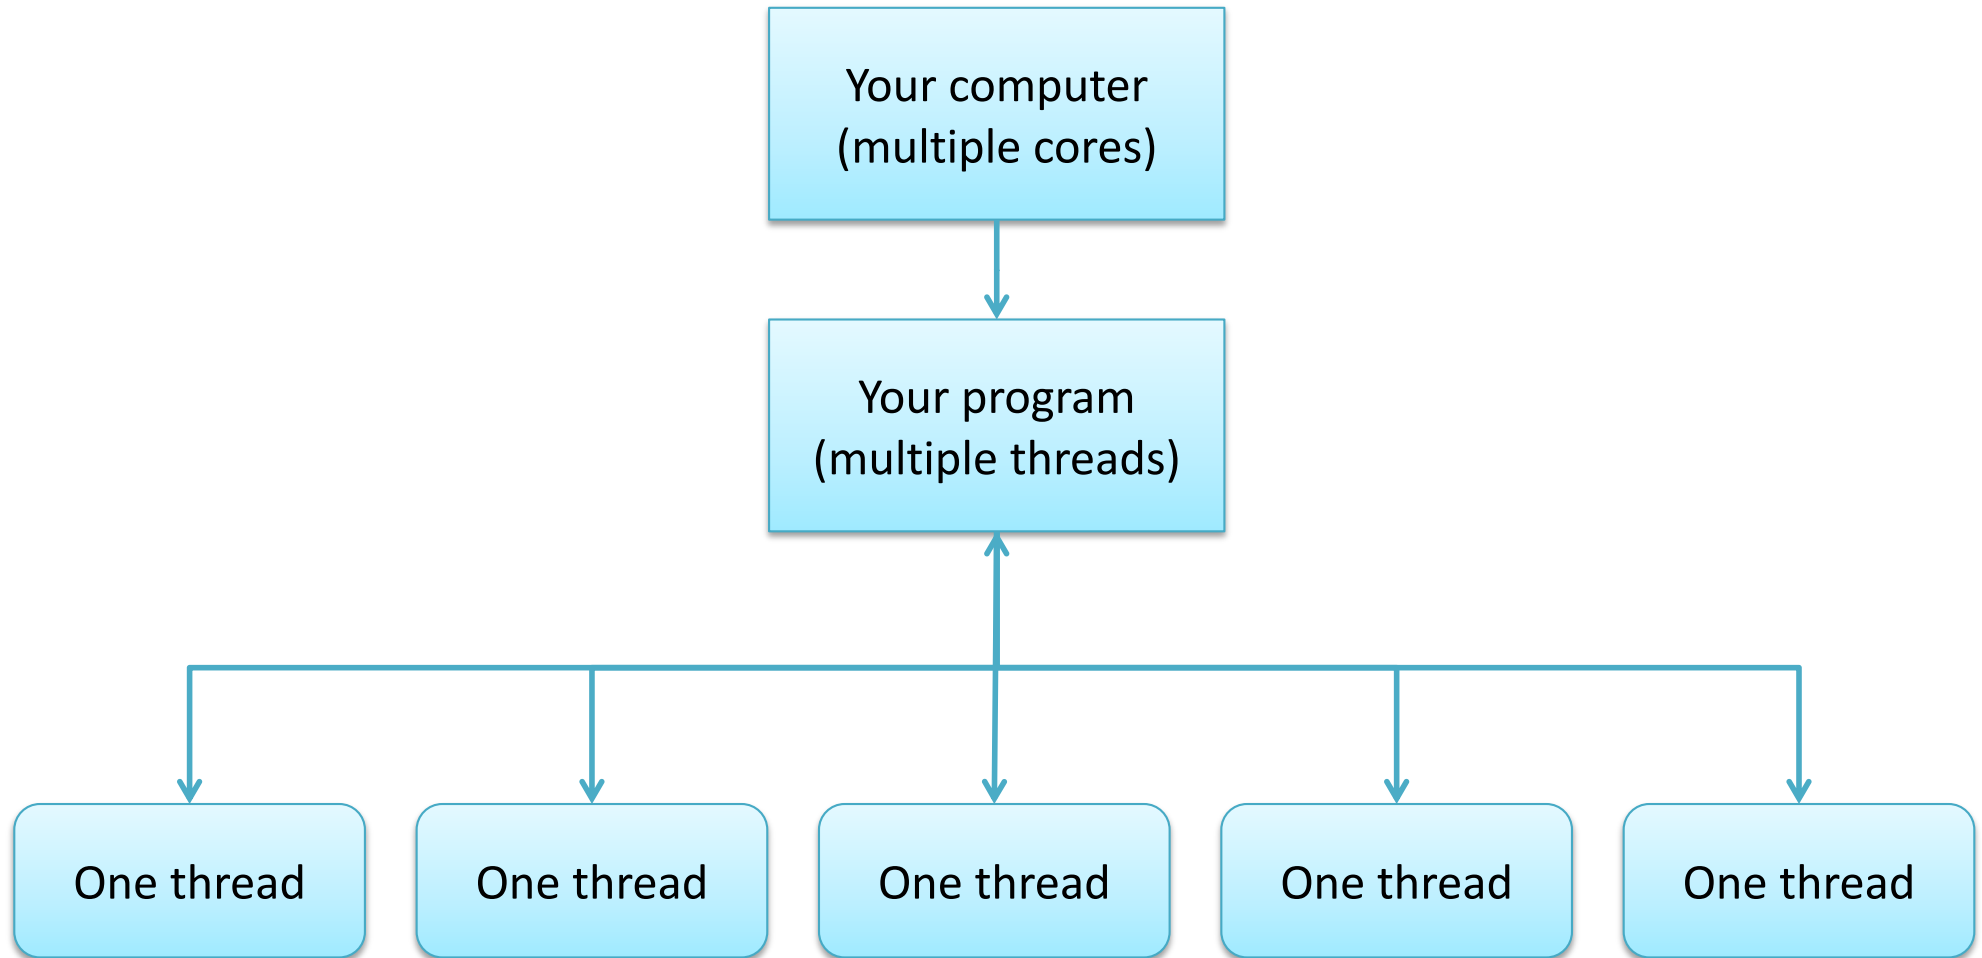 Your computer
(multiple cores)
Your program
(multiple threads)
One thread
One thread
One thread
One thread
One thread